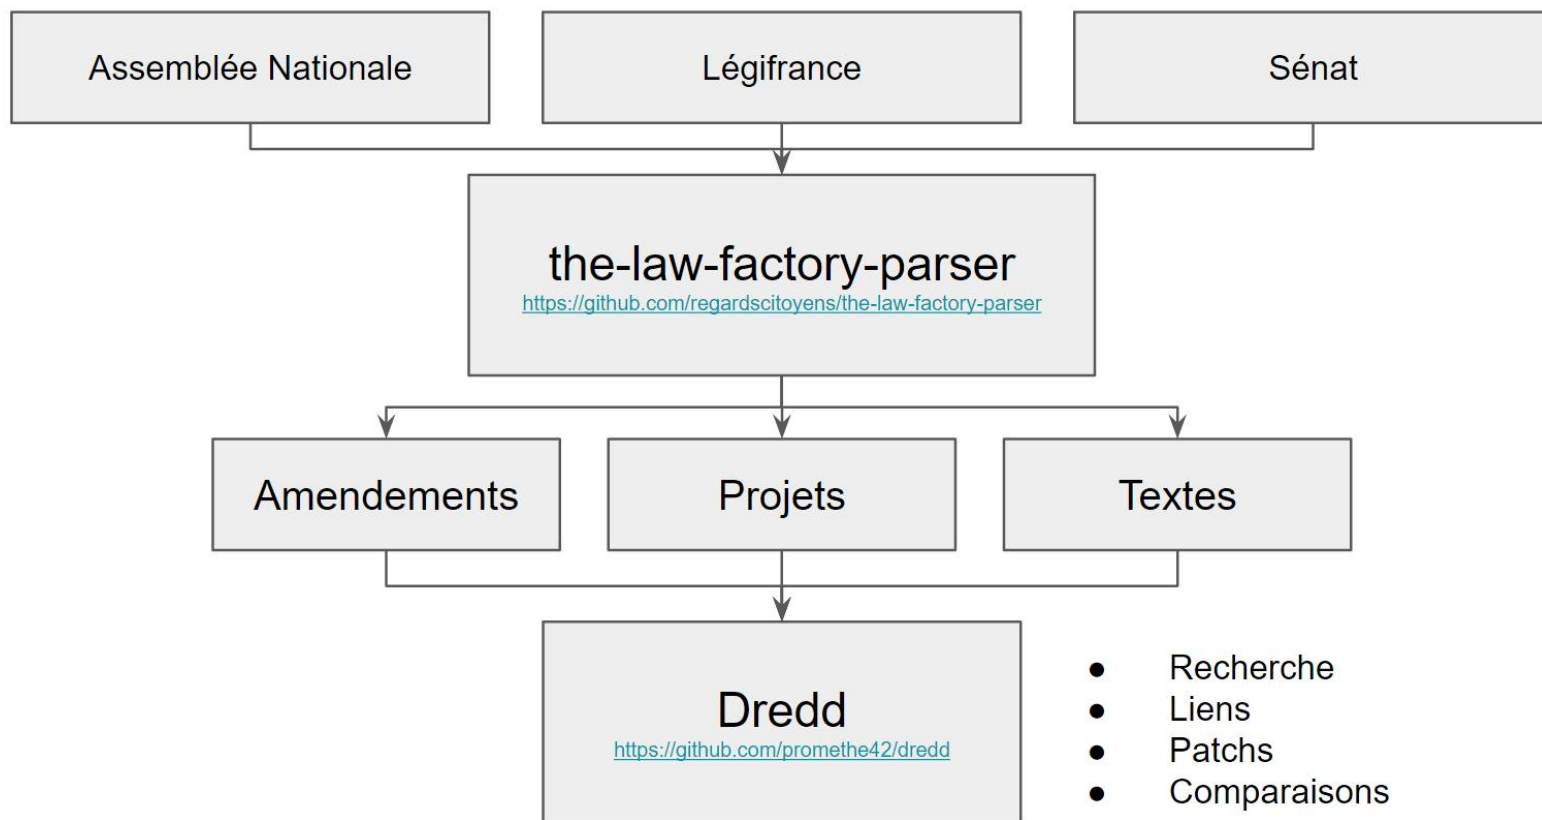 Assemblée Nationale
Légifrance
Sénat
the-law-factory-parser
https://github.com/regardscitoyens/the-law-factory-parser
Amendements
Projets
Textes
Dredd
https://github.com/promethe42/dredd
● Recherche
● Liens
● Patchs
● Comparaisons